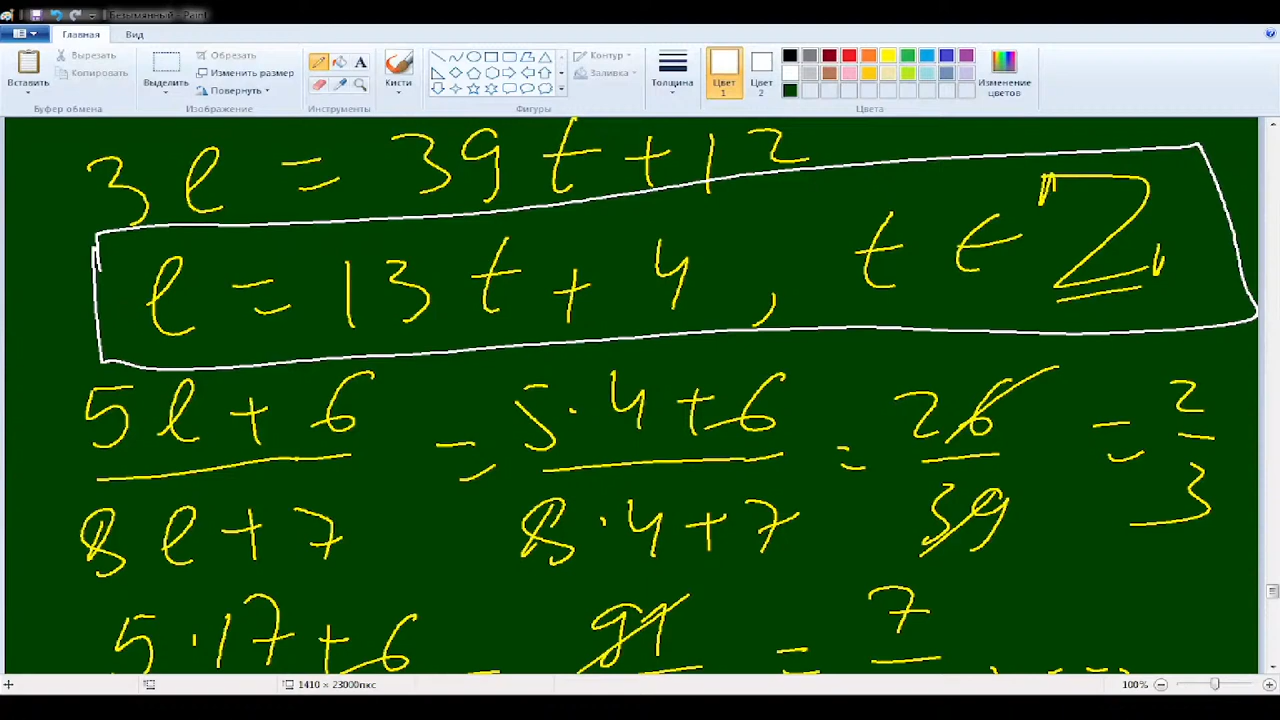 Безымянный - Paint
Главная Вид
Вставить
Вырезать
Копировать
Буфер обмена
Выделить
Обрезать
Изменить размер
Повернуть
Изображение
Инструменты
Кисти
Фигуры
Контур
Заливка
Толщина
Цвет 1
Цвет 2
Цвета
Изменение цветов
3l = 39t + 12
l = 13t + 4, t ∈ Z
5l + 6 = 5·4 + 6 = 26 = 2
8l + 7 8·4 + 7 39 3
5·17 + 6 = 91 = 7
1410 × 23000пкс
100%